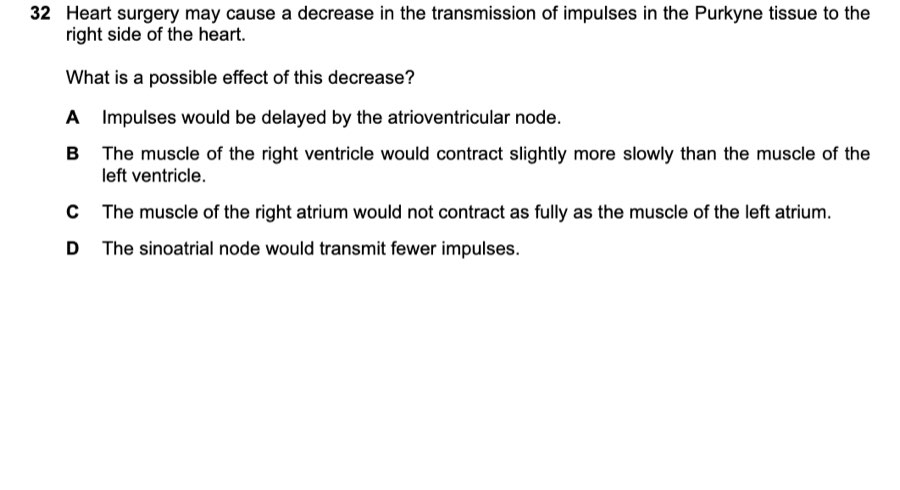 32 Heart surgery may cause a decrease in the transmission of impulses in the Purkyne tissue to the
right side of the heart.
What is a possible effect of this decrease?
A Impulses would be delayed by the atrioventricular node.
B The muscle of the right ventricle would contract slightly more slowly than the muscle of the
left ventricle.
C The muscle of the right atrium would not contract as fully as the muscle of the left atrium.
D The sinoatrial node would transmit fewer impulses.